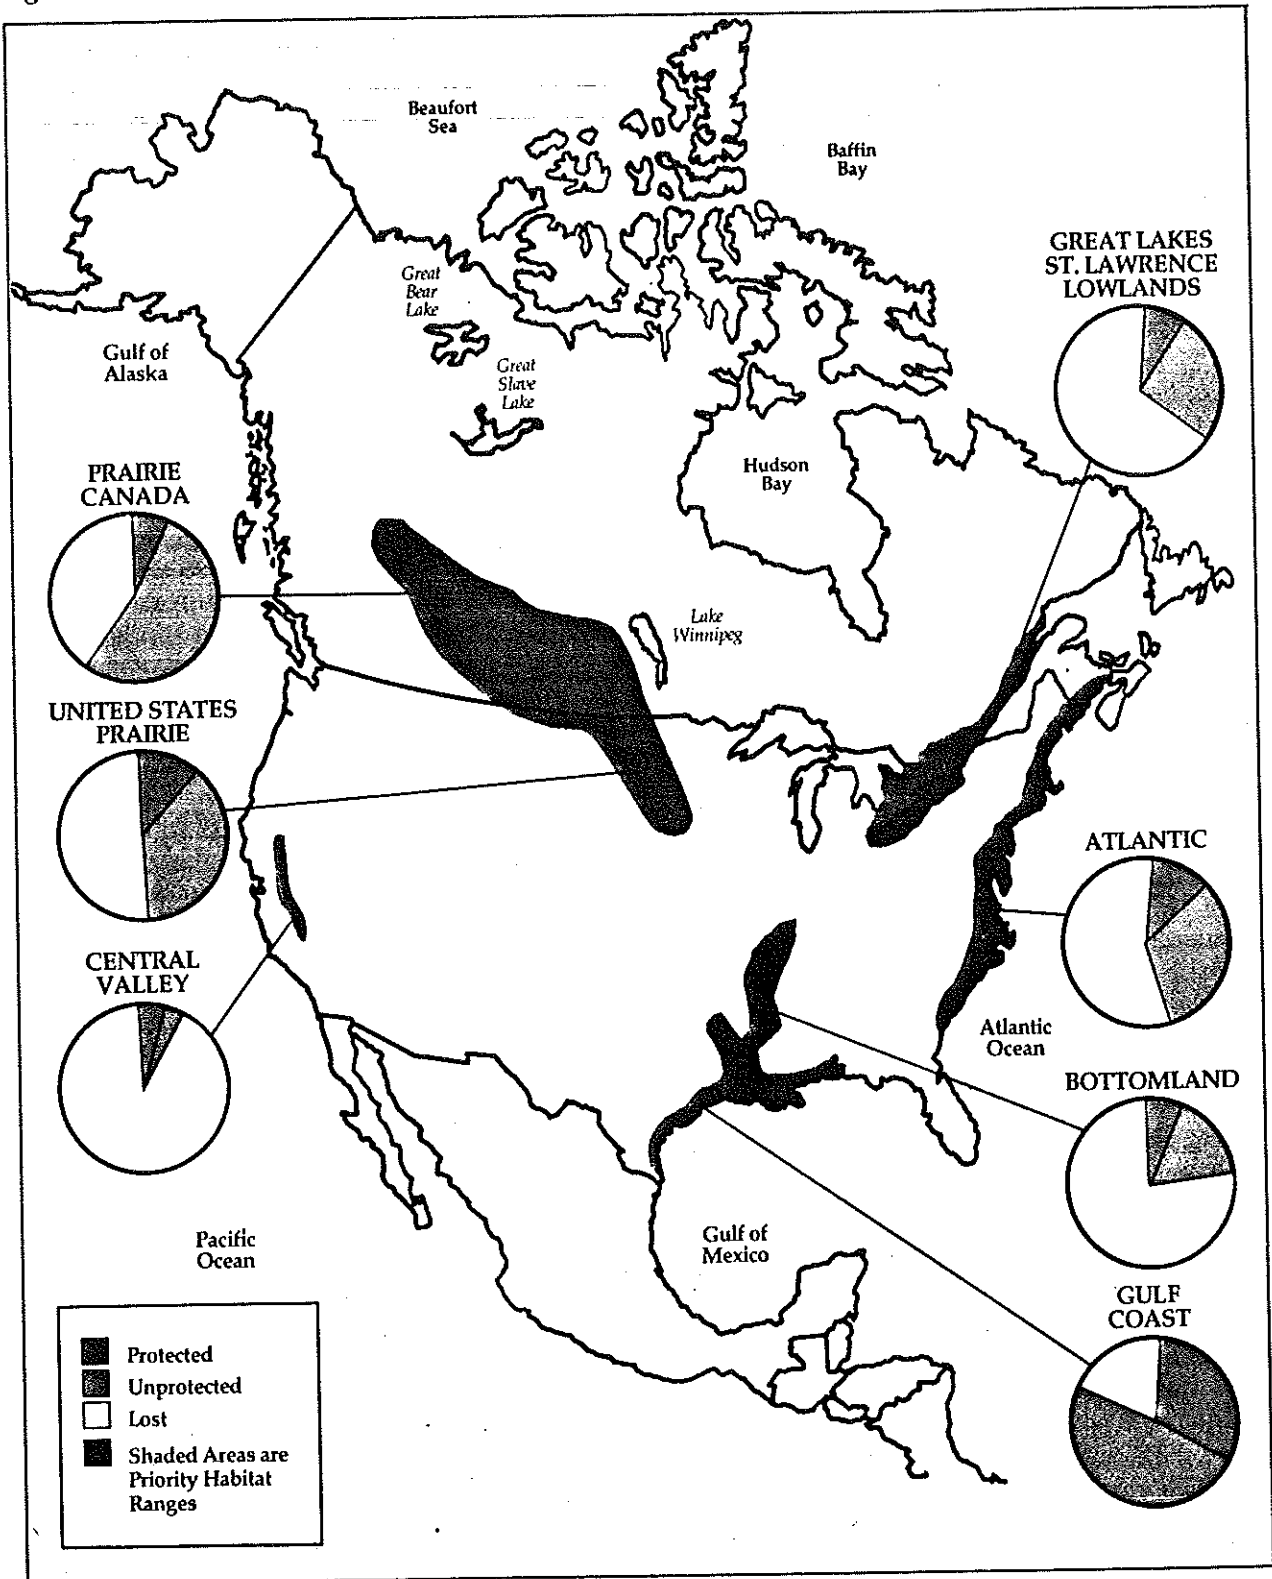 Beaufort
Sea
Baffin
Bay
GREAT LAKES
ST. LAWRENCE
LOWLANDS
Great
Bear
Lake
Gulf of
Alaska
Great
Slave
Lake
PRAIRIE
CANADA
Hudson
Bay
Lake
Winnipeg
UNITED STATES
PRAIRIE
ATLANTIC
CENTRAL
VALLEY
Atlantic
Ocean
BOTTOMLAND
Pacific
Ocean
Gulf of
Mexico
GULF
COAST
Protected
Unprotected
Lost
Shaded Areas are
Priority Habitat
Ranges